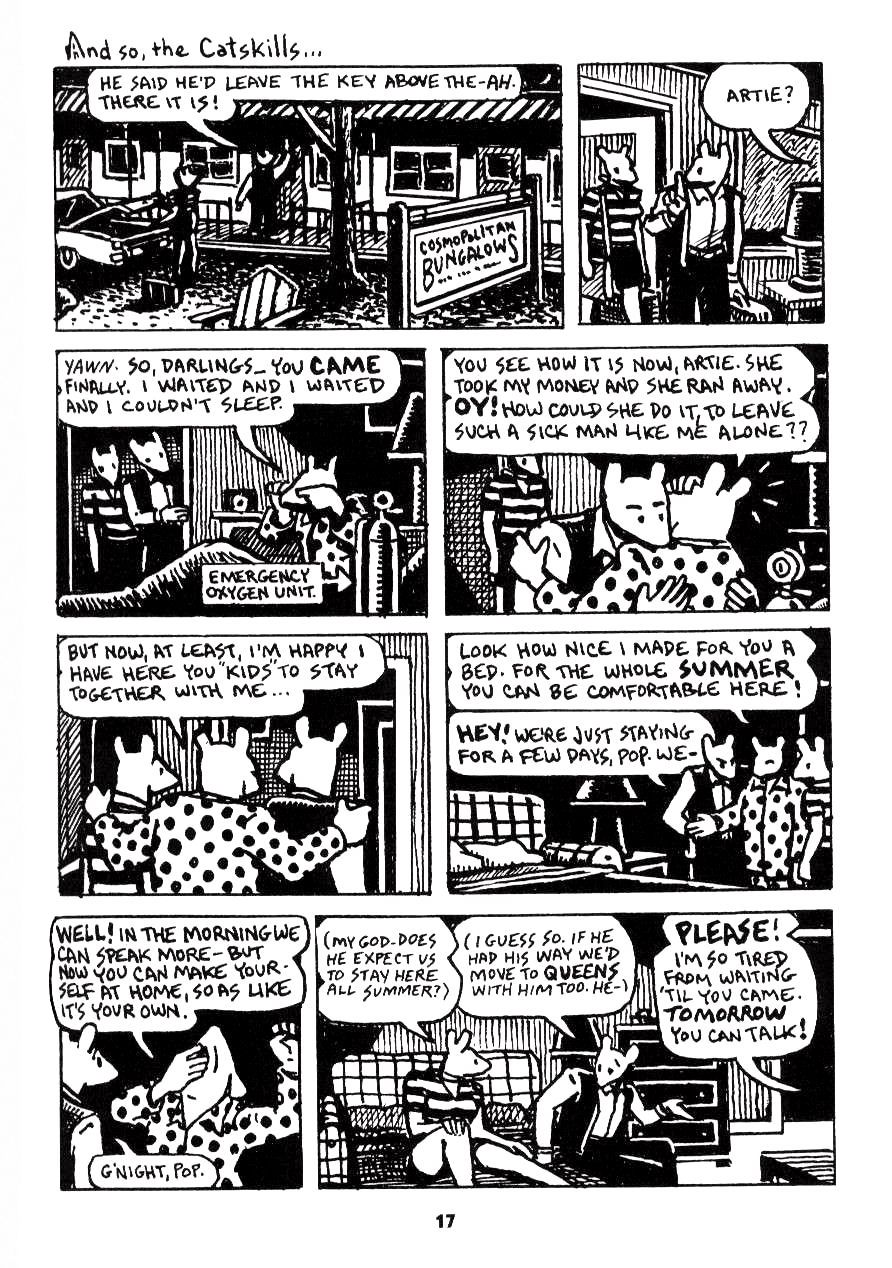 And so, the Catskills...
HE SAID HE'D LEAVE THE KEY ABOVE THE-AH.
THERE IT IS!
COSMOPOLITAN
BUNGALOWS
ARTIE?
YAWN. SO, DARLINGS_ YOU CAME
FINALLY. I WAITED AND I WAITED
AND I COULDN'T SLEEP.
EMERGENCY
OXYGEN UNIT.
YOU SEE HOW IT IS NOW, ARTIE. SHE
TOOK MY MONEY AND SHE RAN AWAY.
OY! HOW COULD SHE DO IT, TO LEAVE
SUCH A SICK MAN LIKE ME ALONE??
BUT NOW, AT LEAST, I'M HAPPY I
HAVE HERE YOU "KIDS" TO STAY
TOGETHER WITH ME...
LOOK HOW NICE I MADE FOR YOU A
BED. FOR THE WHOLE SUMMER
YOU CAN BE COMFORTABLE HERE!
HEY! WE'RE JUST STAYING
FOR A FEW DAYS, POP. WE-
WELL! IN THE MORNING WE
CAN SPEAK MORE- BUT
NOW YOU CAN MAKE YOUR-
SELF AT HOME, SO AS LIKE
IT'S YOUR OWN.
G'NIGHT, POP.
(MY GOD-DOES
HE EXPECT US
TO STAY HERE
ALL SUMMER?)
(I GUESS SO. IF HE
HAD HIS WAY WE'D
MOVE TO QUEENS
WITH HIM TOO. HE-)
PLEASE!
I'M SO TIRED
FROM WAITING
'TIL YOU CAME.
TOMORROW
YOU CAN TALK!
17